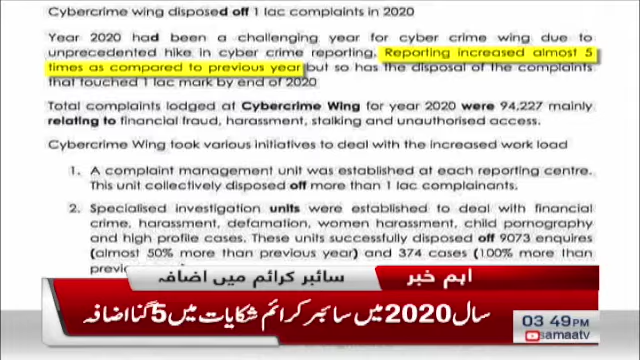 Cybercrime wing disposed off 1 lac complaints in 2020
Year 2020 had been a challenging year for cyber crime wing due to
unprecedented hike in cyber crime reporting. Reporting increased almost 5
times as compared to previous year but so has the disposal of the complaints
that touched 1 lac mark by end of 2020
Total complaints lodged at Cybercrime Wing for year 2020 were 94,227 mainly
relating to financial fraud, harassment, stalking and unauthorised access.
Cybercrime Wing took various initiatives to deal with the increased work load
1. A complaint management unit was established at each reporting centre.
This unit collectively disposed off more than 1 lac complainants.
2. Specialised investigation units were established to deal with financial
crime, harassment, defamation, women harassment, child pornography
and high profile cases. These units successfully disposed off 9073 enquires
(almost 50% more than previous year) and 374 cases (100% more than
اہم خبر
سائبر کرائم میں اضافہ
سال 2020 میں سائبر کرائم شکایات میں 5 گنا اضافہ
03:49PM
samaatv